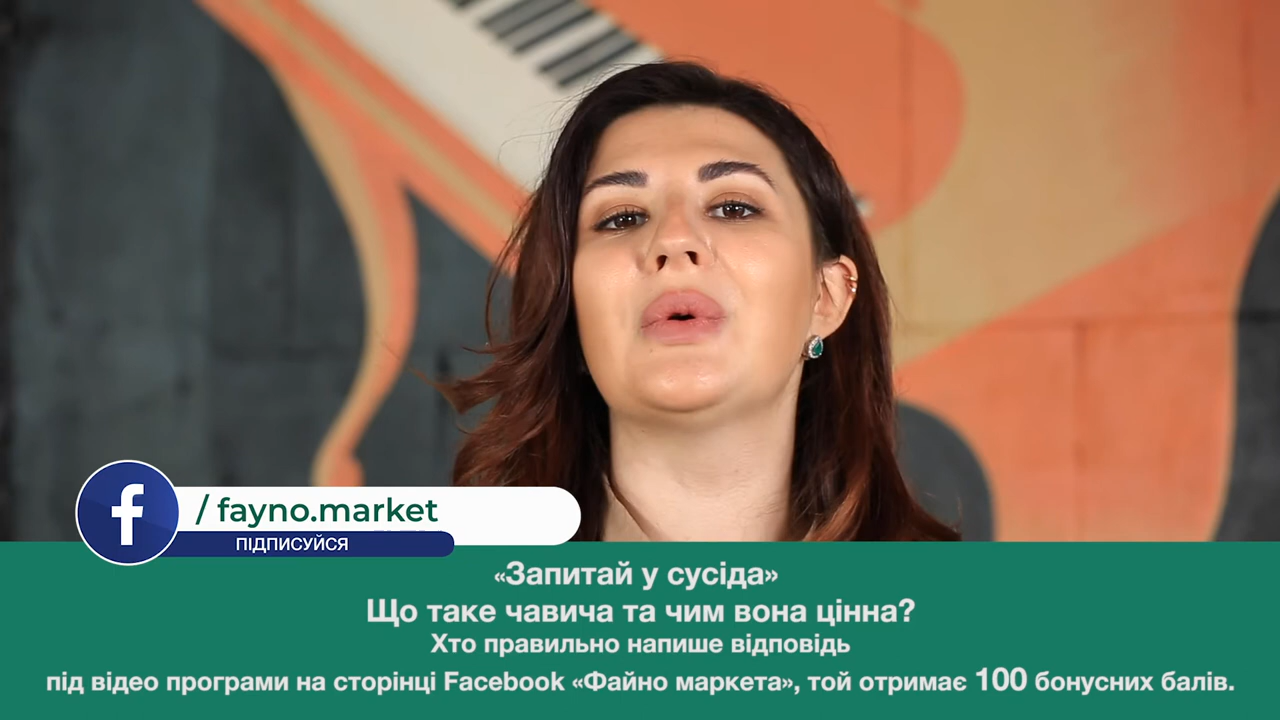 / fayno.market
ПІДПИСУЙСЯ
«Запитай у сусіда»
Що таке чавича та чим вона цінна?
Хто правильно напише відповідь
під відео програми на сторінці Facebook «Файно маркета», той отримає 100 бонусних балів.